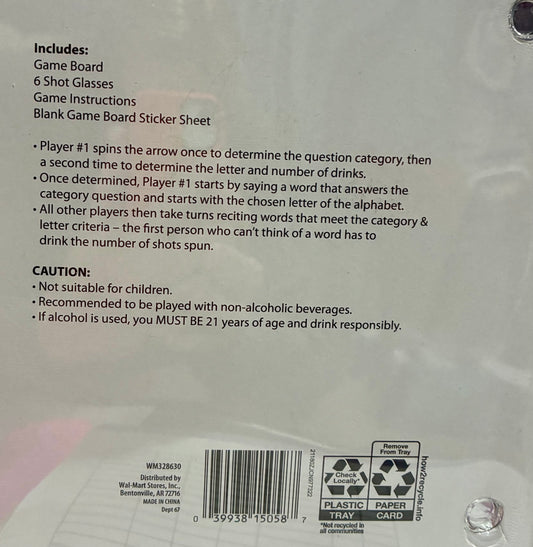 Includes:
Game Board
6 Shot Glasses
Game Instructions
Blank Game Board Sticker Sheet
• Player #1 spins the arrow once to determine the question category, then
a second time to determine the letter and number of drinks.
• Once determined, Player #1 starts by saying a word that answers the
category question and starts with the chosen letter of the alphabet.
• All other players then take turns reciting words that meet the category &
letter criteria – the first person who can't think of a word has to
drink the number of shots spun.
CAUTION:
• Not suitable for children.
• Recommended to be played with non-alcoholic beverages.
• If alcohol is used, you MUST BE 21 years of age and drink responsibly.
WM328630
Distributed by
Wal-Mart Stores, Inc.,
Bentonville, AR 72716
MADE IN CHINA
Dept 67
0 39938 15058 7
Check
Locally*
PLASTIC
TRAY
*Not recycled in
all communities
Remove
From Tray
PAPER
CARD
how2recycle.info